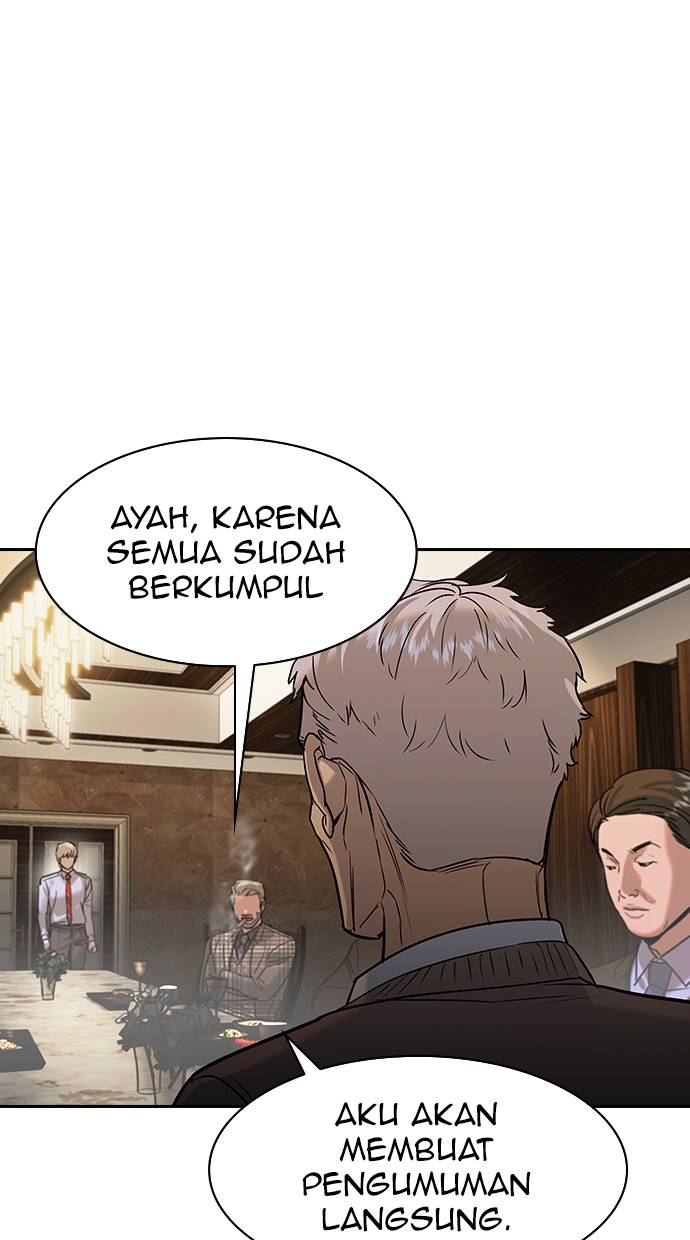 AYAH, KARENA
SEMUA SUDAH
BERKUMPUL
AKU AKAN
MEMBUAT
PENGUMUMAN
LANGSUNG.